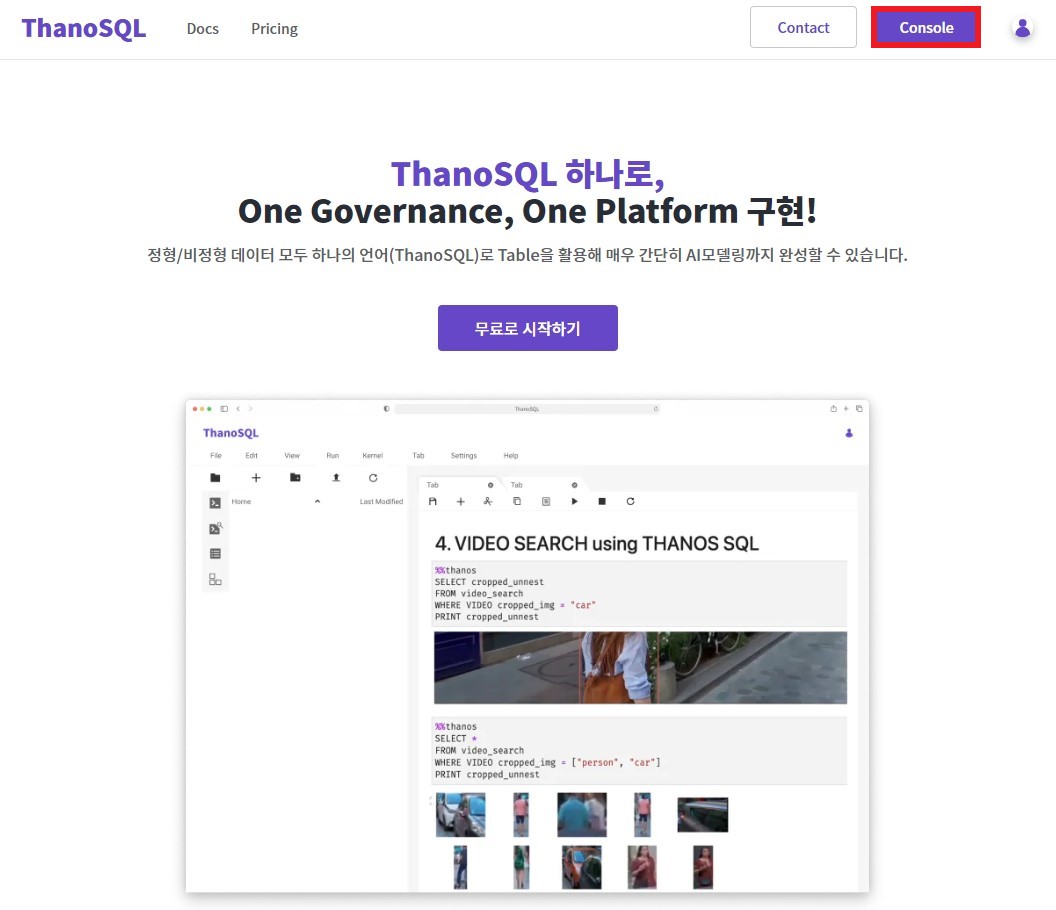 ThanoSQL
Docs
Pricing
Contact
Console
ThanoSQL 하나로,
One Governance, One Platform 구현!
정형/비정형 데이터 모두 하나의 언어(ThanoSQL)로 Table을 활용해 매우 간단히 AI모델링까지 완성할 수 있습니다.
무료로 시작하기
ThanoSQL
ThanoSQL
File Edit View Run Kernel Tab Settings Help
Tab
Tab
Home
Last Modified
4. VIDEO SEARCH using THANOS SQL
%%thanos
SELECT cropped_unnest
FROM video_search
WHERE VIDEO cropped_img = "car"
PRINT cropped_unnest
%%thanos
SELECT *
FROM video_search
WHERE VIDEO cropped_img = ["person", "car"]
PRINT cropped_unnest